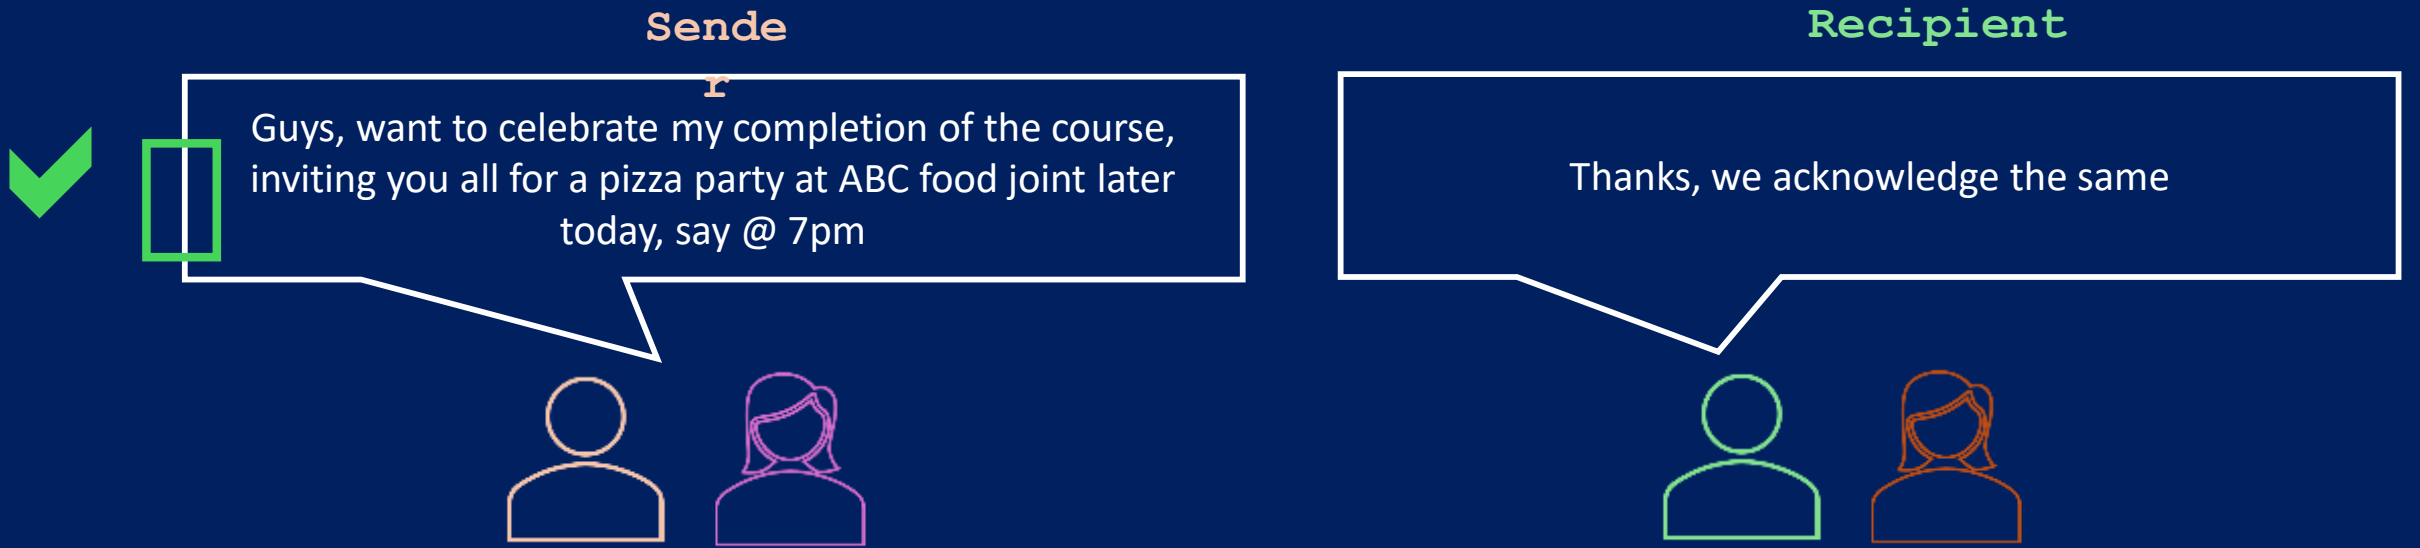 Sende
r
Guys, want to celebrate my completion of the course,
inviting you all for a pizza party at ABC food joint later
today, say @ 7pm
Recipient
Thanks, we acknowledge the same